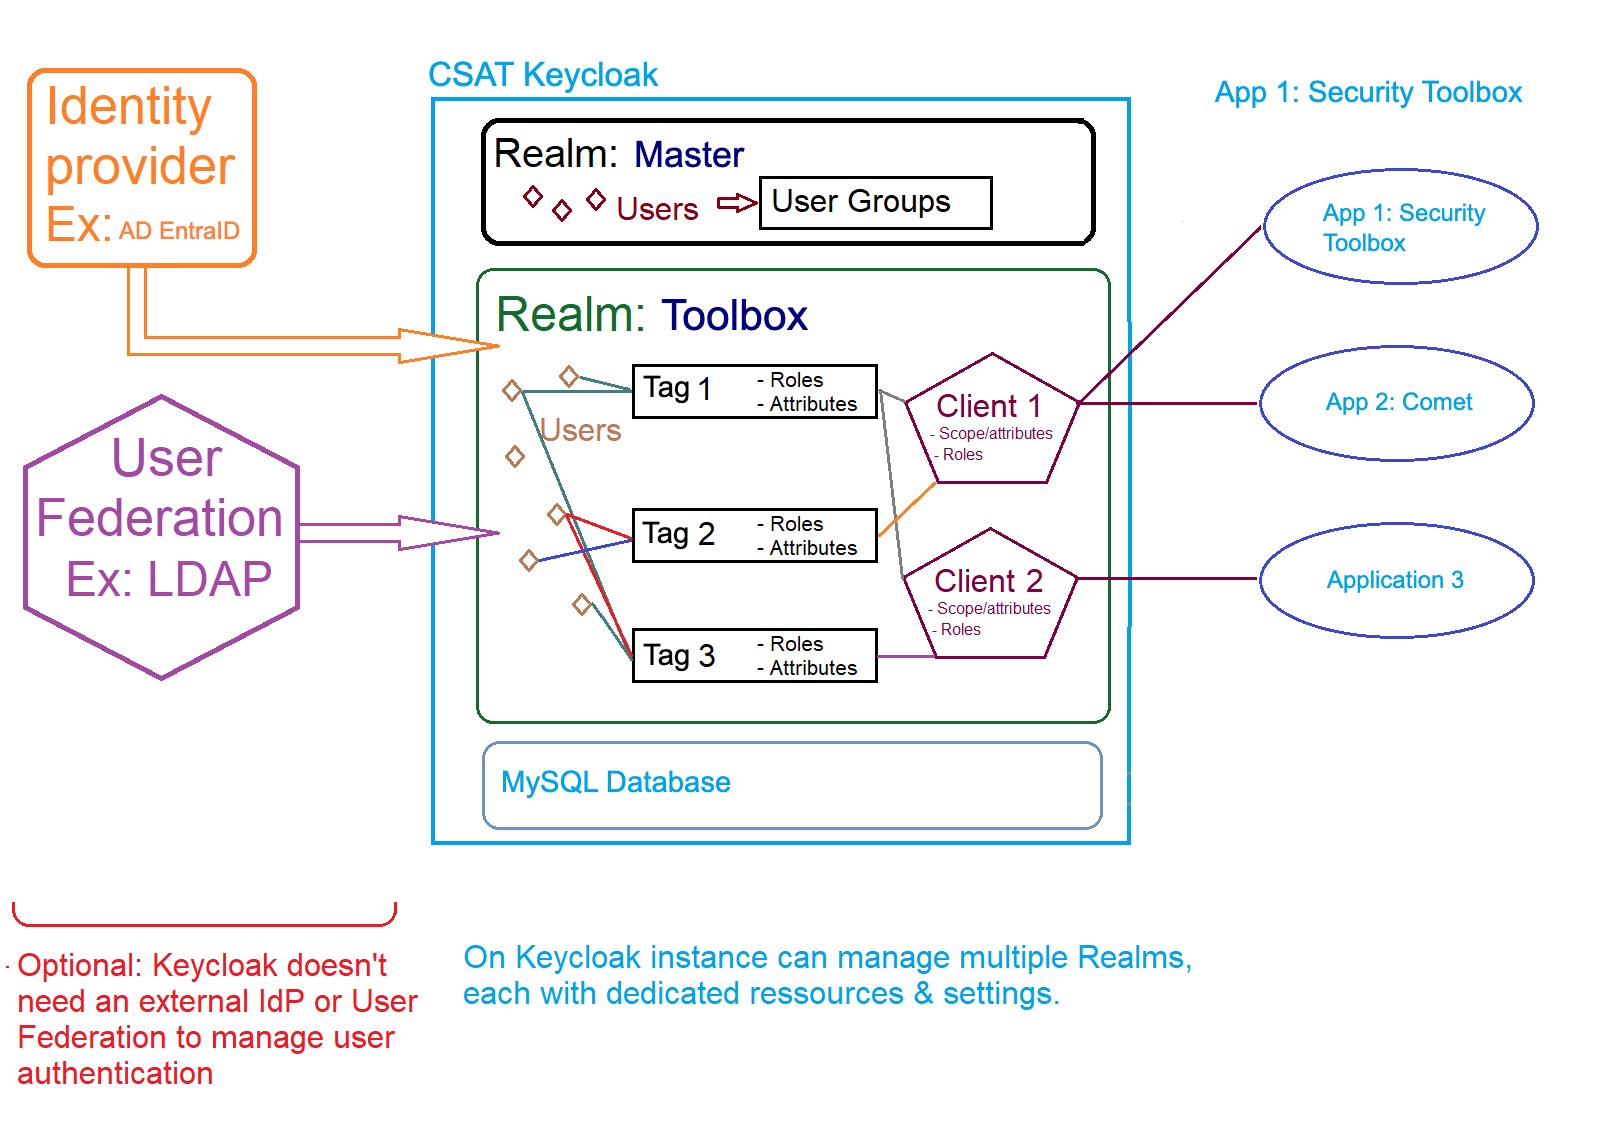 CSAT Keycloak
App 1: Security Toolbox
Identity
provider
Ex: AD EntraID
Realm: Master
Users
User Groups
App 1: Security
Toolbox
Realm: Toolbox
Tag 1
- Roles
- Attributes
Users
Client 1
- Scope/attributes
- Roles
App 2: Comet
User
Federation
Ex: LDAP
Tag 2
- Roles
- Attributes
Client 2
- Scope/attributes
- Roles
Application 3
Tag 3
- Roles
- Attributes
MySQL Database
- Optional: Keycloak doesn't
need an external IdP or User
Federation to manage user
authentication
On Keycloak instance can manage multiple Realms,
each with dedicated ressources & settings.